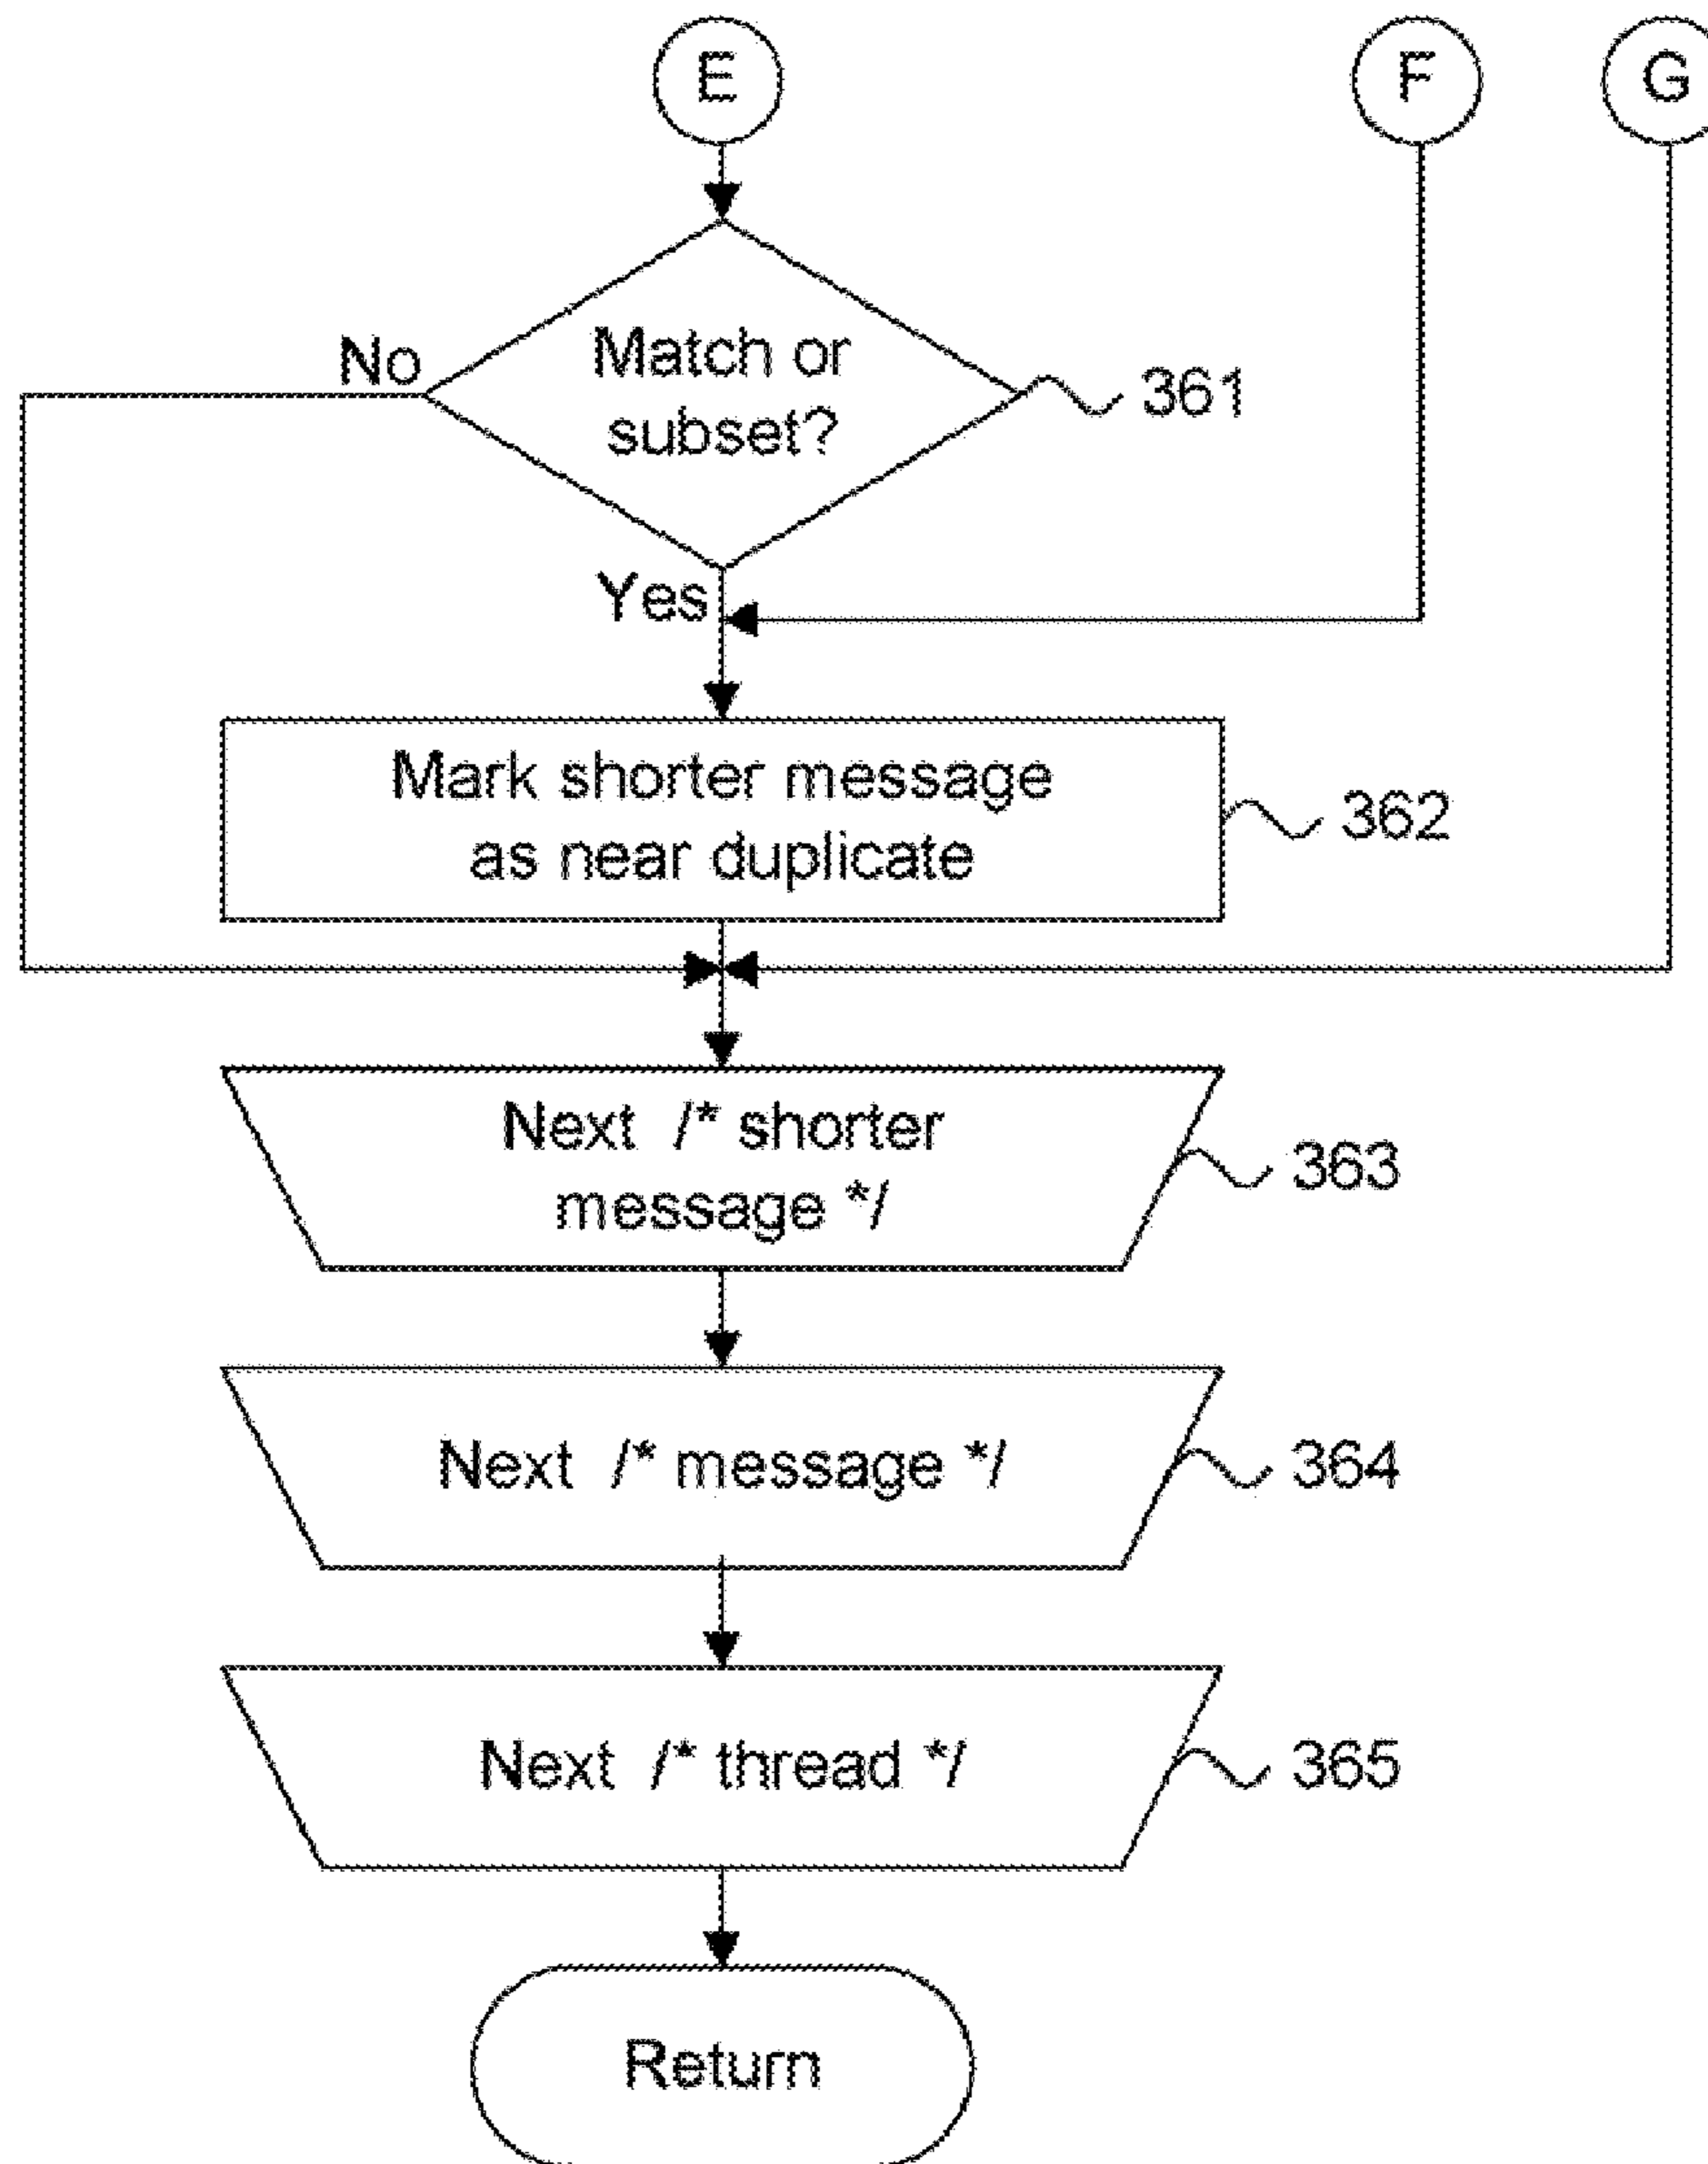 E
F
G
No
Match or
subset?
361
Yes
Mark shorter message
as near duplicate
362
Next /* shorter
message */
363
Next /* message */
364
Next /* thread */
365
Return